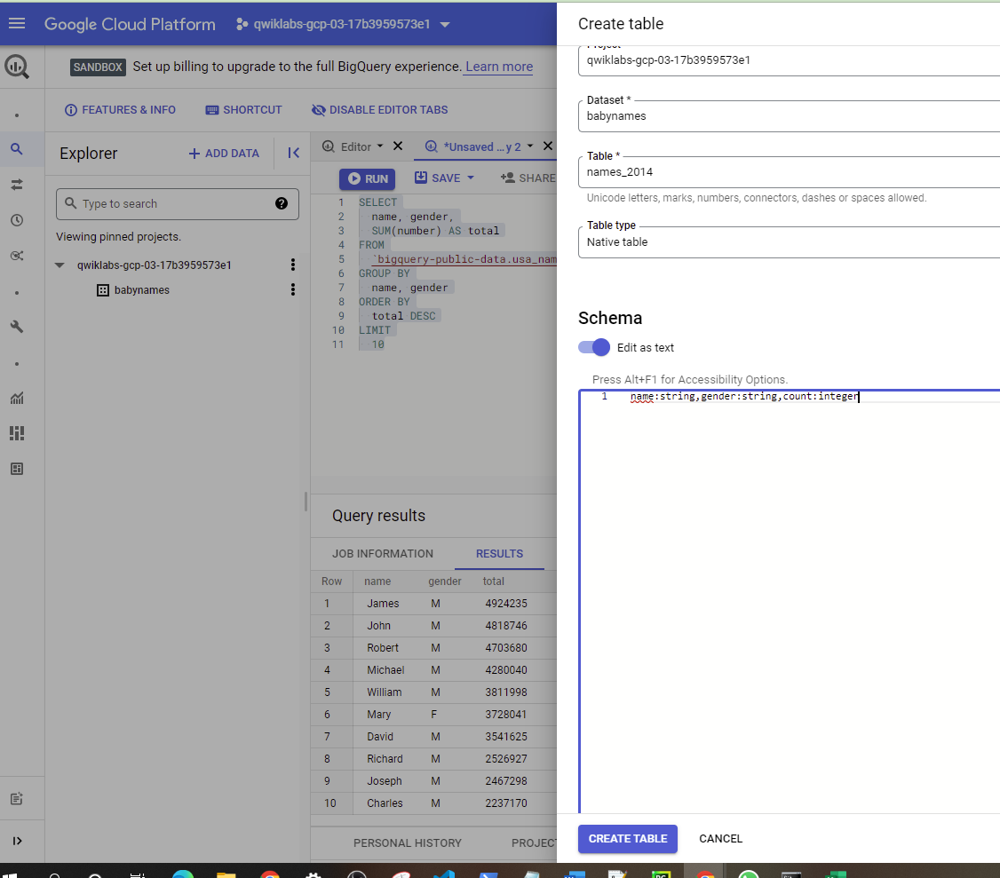 Google Cloud Platform
qwiklabs-gcp-03-17b3959573e1
SANDBOX Set up billing to upgrade to the full BigQuery experience. Learn more
FEATURES & INFO
SHORTCUT
DISABLE EDITOR TABS
Explorer
ADD DATA
Type to search
Viewing pinned projects.
qwiklabs-gcp-03-17b3959573e1
babynames
Editor
*Unsaved ...y 2
RUN
SAVE
SHARE
1 SELECT
2 name, gender,
3 SUM(number) AS total
4 FROM
5 `bigquery-public-data.usa_nam
6 GROUP BY
7 name, gender
8 ORDER BY
9 total DESC
10 LIMIT
11 10
Query results
JOB INFORMATION
RESULTS
Row name gender total
1 James M 4924235
2 John M 4818746
3 Robert M 4703680
4 Michael M 4280040
5 William M 3811998
6 Mary F 3728041
7 David M 3541625
8 Richard M 2526927
9 Joseph M 2467298
10 Charles M 2237170
PERSONAL HISTORY
PROJECT
Create table
Project
qwiklabs-gcp-03-17b3959573e1
Dataset *
babynames
Table *
names_2014
Unicode letters, marks, numbers, connectors, dashes or spaces allowed.
Table type
Native table
Schema
Edit as text
Press Alt+F1 for Accessibility Options.
1 name:string,gender:string,count:integer
CREATE TABLE
CANCEL